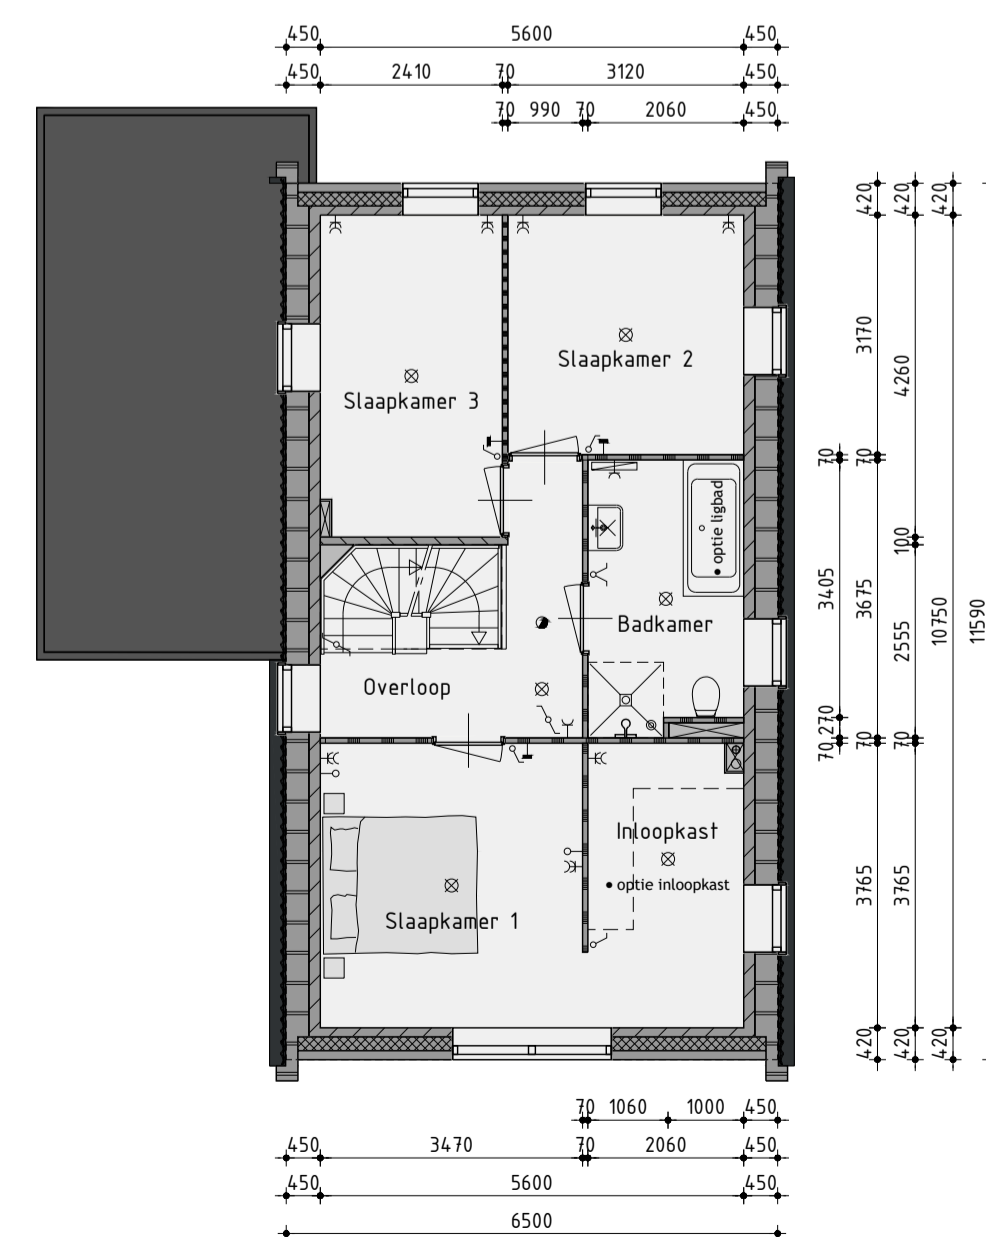 450 5600 450
450 2410 70 3120 450
70 990 70 2060 450
420 420 420
Slaapkamer 2
3170
4260
Slaapkamer 3
70 70
optie ligbad
100
3405 3675
Badkamer
2555 10750 11590
Overloop
270
70 70 70
Inloopkast
optie inloopkast
3765 3765
Slaapkamer 1
420 420 420
70 1060 1000 450
450 3470 70 2060 450
450 5600 450
6500